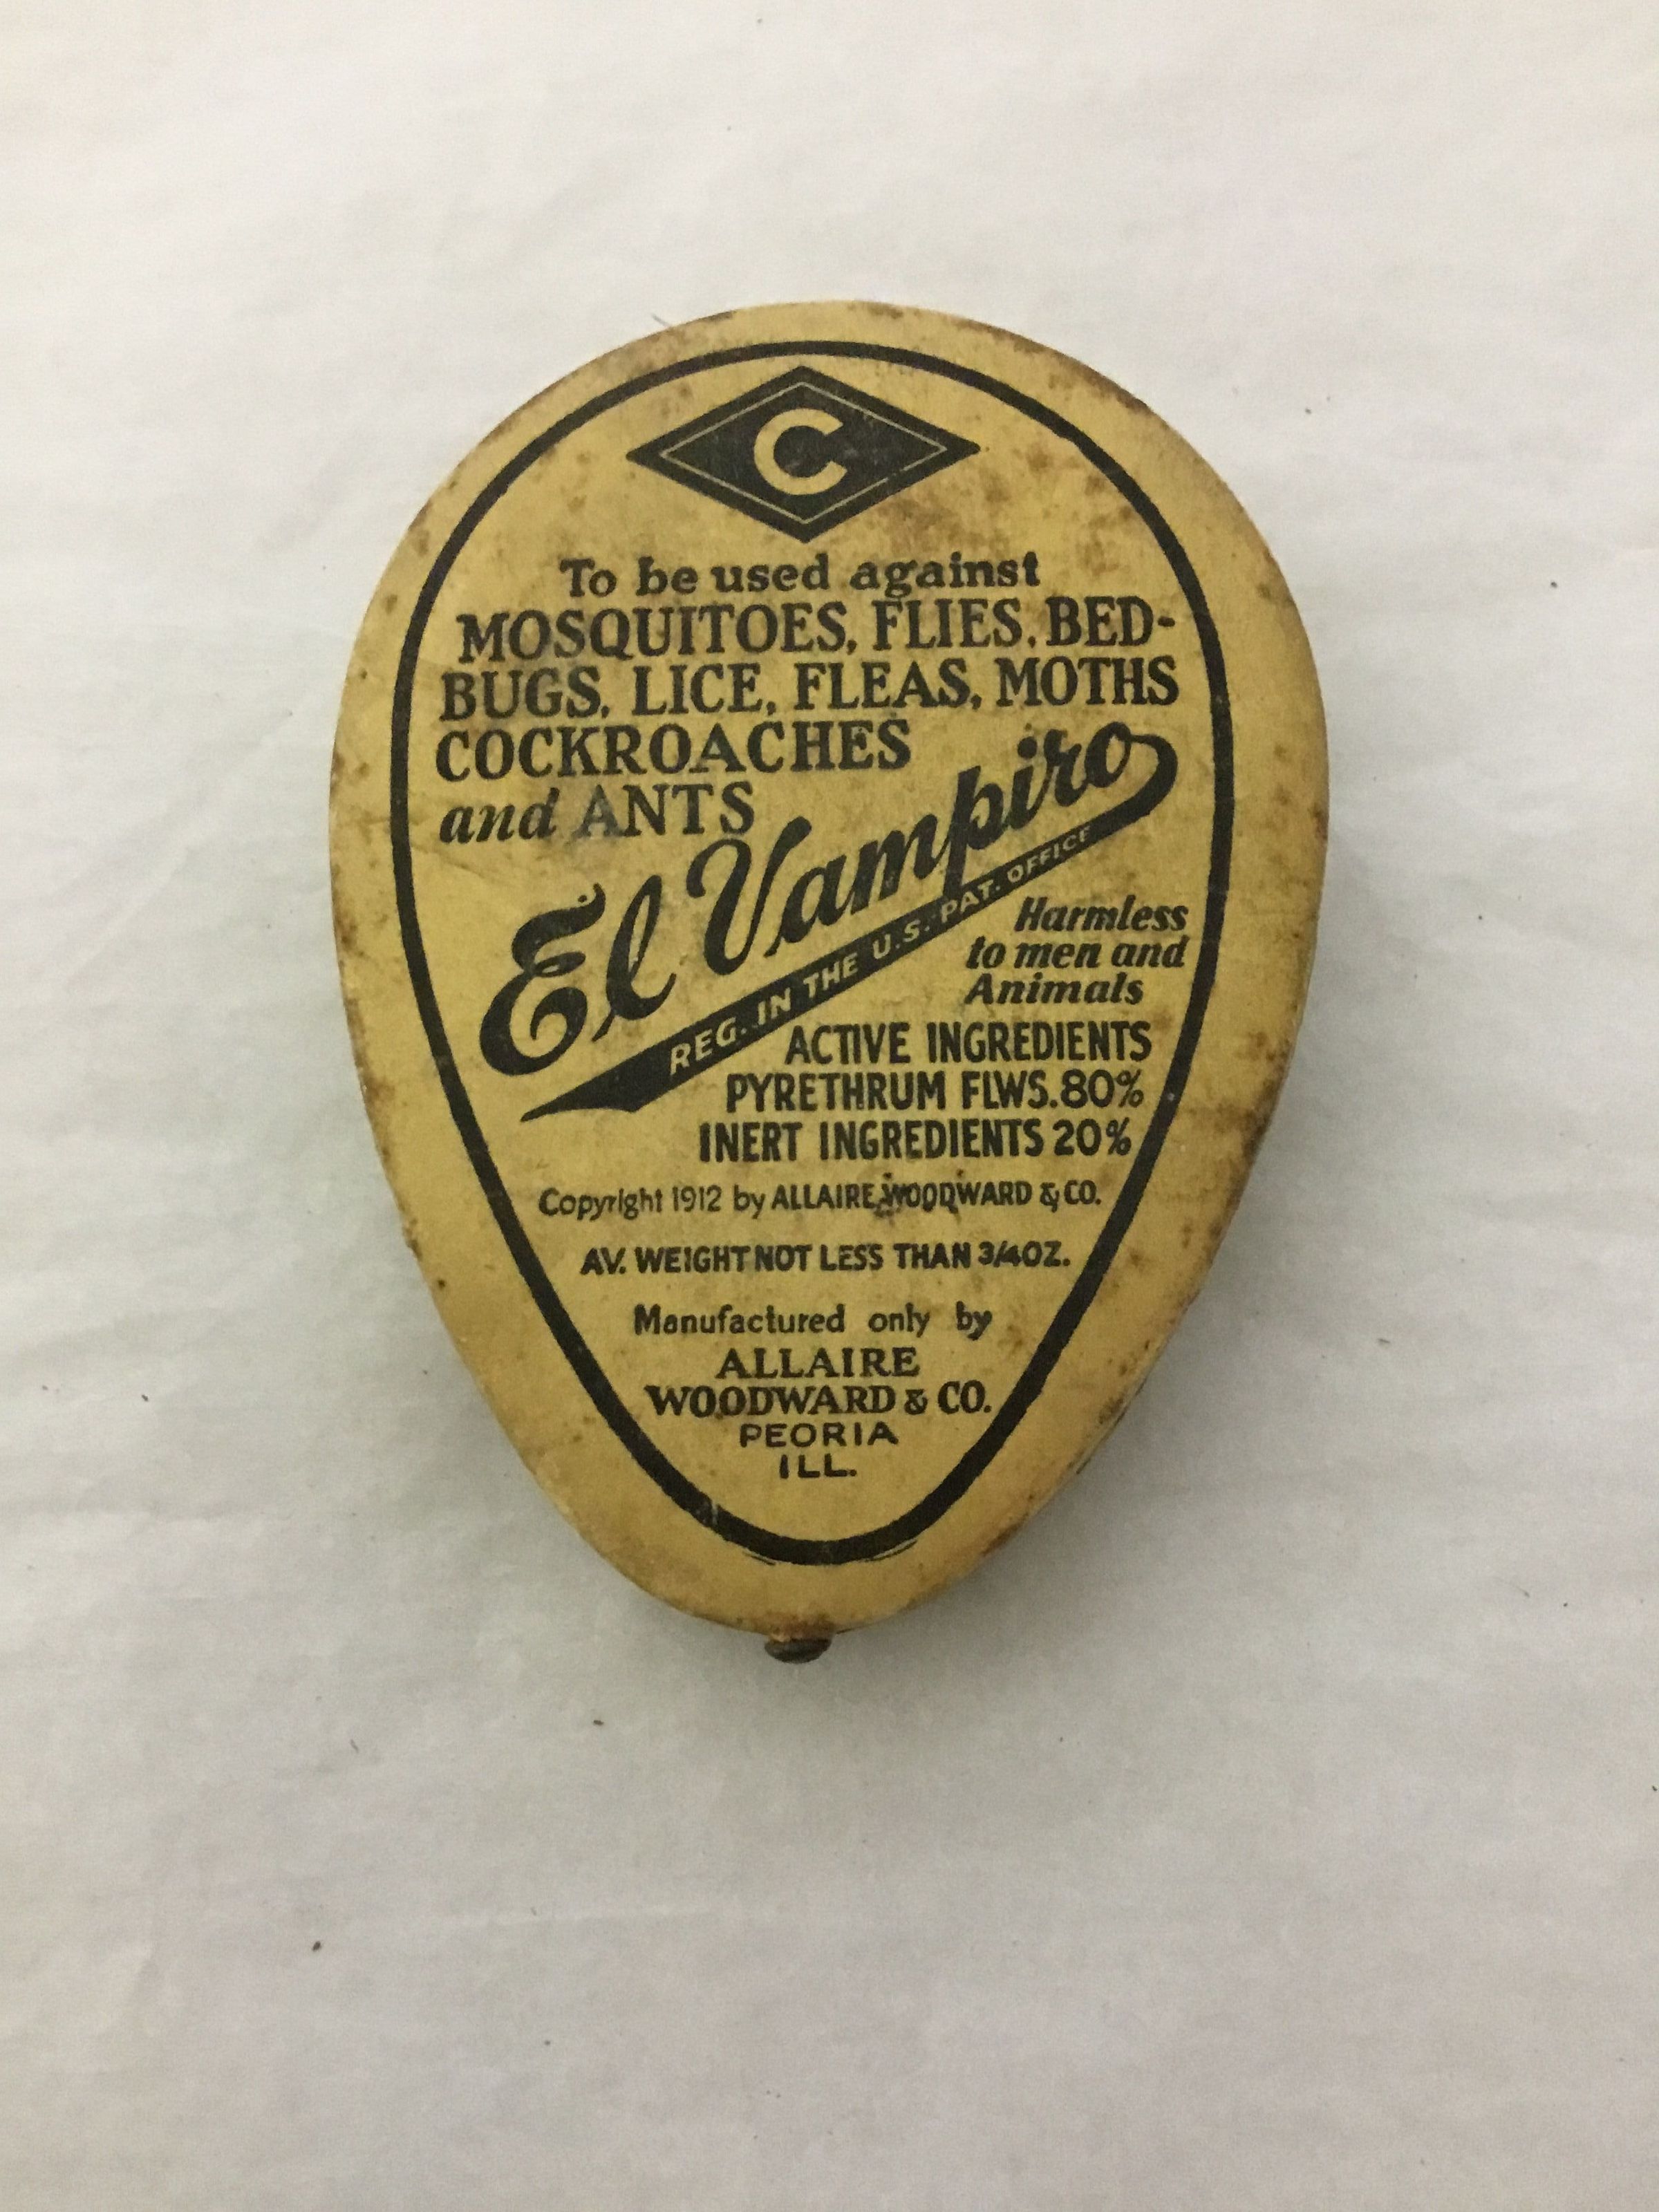 C
To be used against
MOSQUITOES, FLIES, BED-
BUGS, LICE, FLEAS, MOTHS
COCKROACHES
and ANTS
El Vampiro
REG. IN THE U.S. PAT. OFFICE
Harmless
to men and
Animals
ACTIVE INGREDIENTS
PYRETHRUM FLWS. 80%
INERT INGREDIENTS 20%
Copyright 1912 by ALLAIRE, WOODWARD & CO.
AV. WEIGHT NOT LESS THAN 3/4 OZ.
Manufactured only by
ALLAIRE
WOODWARD & CO.
PEORIA
ILL.